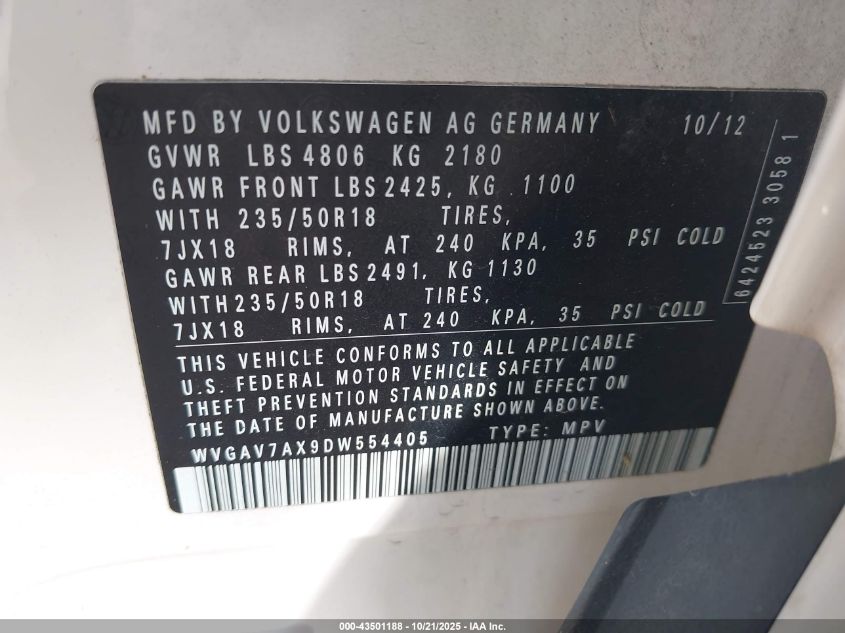 MFD BY VOLKSWAGEN AG GERMANY 10/12
GVWR LBS 4806 KG 2180
GAWR FRONT LBS 2425, KG 1100
WITH 235/50R18 TIRES,
7JX18 RIMS, AT 240 KPA, 35 PSI COLD
GAWR REAR LBS 2491, KG 1130
WITH 235/50R18 TIRES,
7JX18 RIMS, AT 240 KPA, 35 PSI COLD
THIS VEHICLE CONFORMS TO ALL APPLICABLE
U.S. FEDERAL MOTOR VEHICLE SAFETY AND
THEFT PREVENTION STANDARDS IN EFFECT ON
THE DATE OF MANUFACTURE SHOWN ABOVE.
WVGAV7AX9DW554405 TYPE: MPV
6424523 3058 1
000-43501188 - 10/21/2025 - IAA Inc.